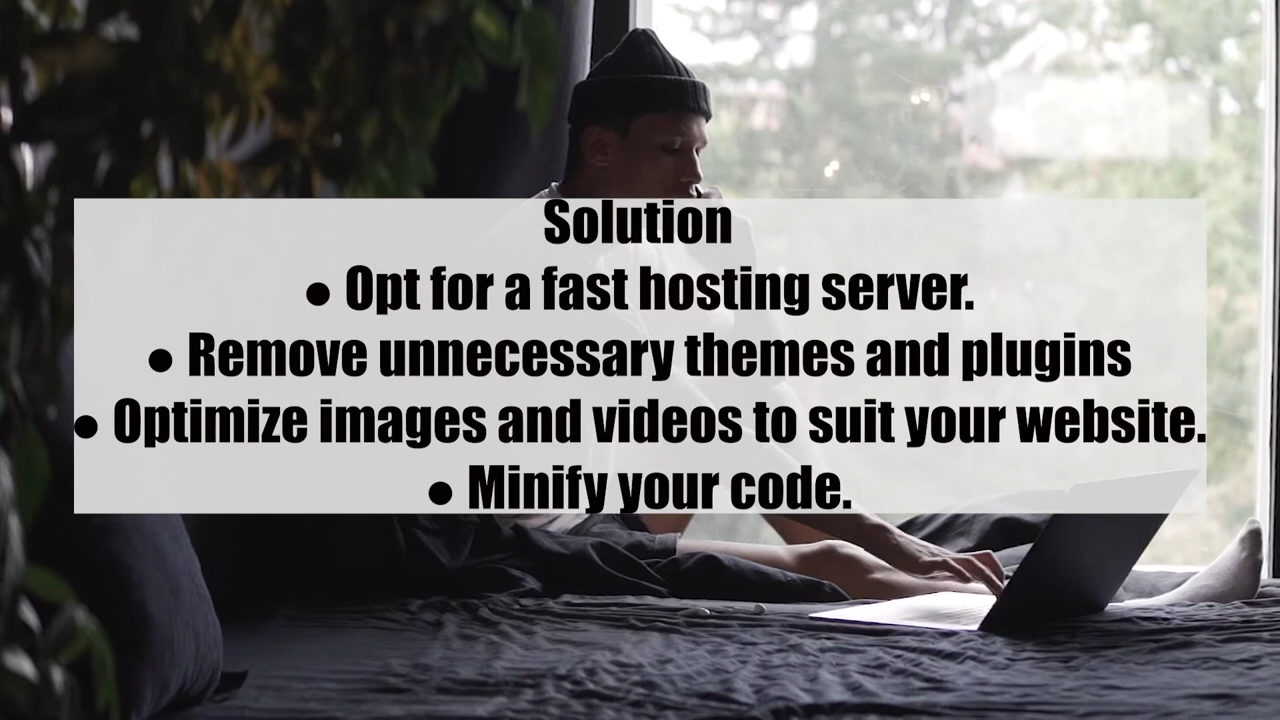 Solution
● Opt for a fast hosting server.
● Remove unnecessary themes and plugins
● Optimize images and videos to suit your website.
● Minify your code.